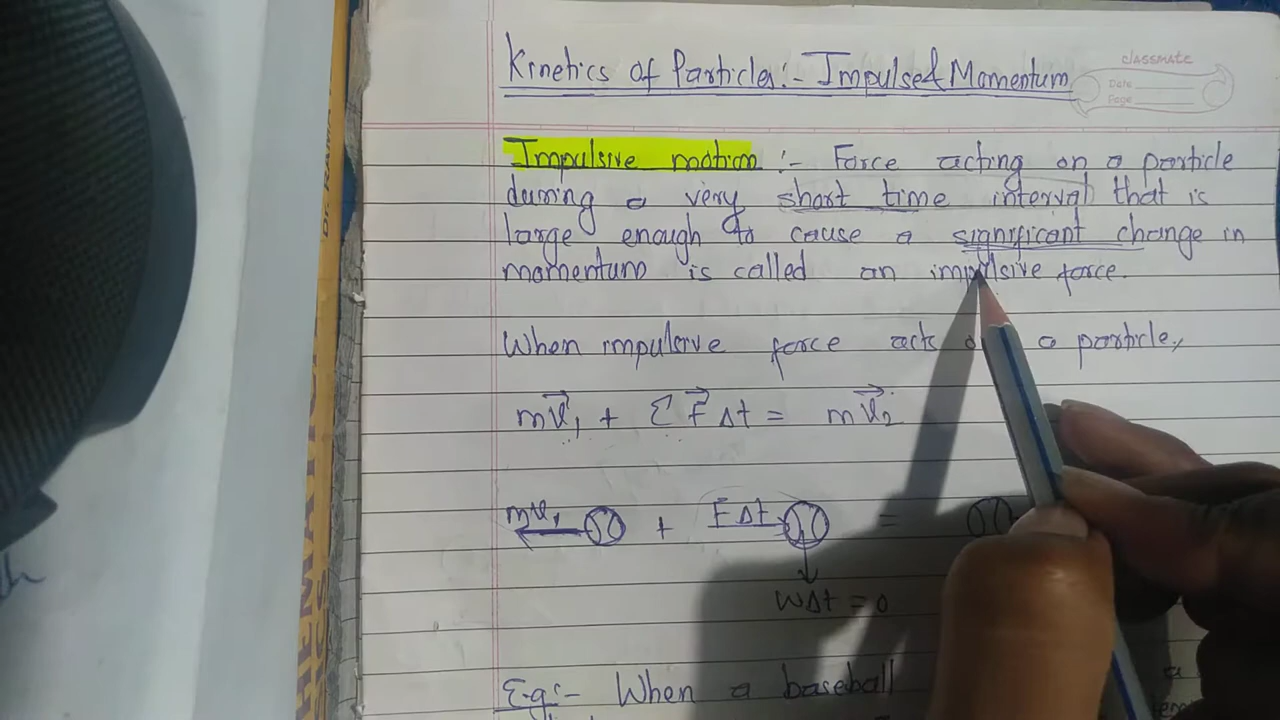 Kinetics of Particles:- Impulse & Momentum
classmate
Date
Page
Impulsive motion :- Force acting on a particle
during a very short time interval that is
large enough to cause a significant change in
momentum is called an impulsive force.
When impulsive force acts a particle,
mv⃗₁ + ΣF⃗Δt = mv⃗₂
mv₁ + FΔt =
WΔt = 0
E.g:- When a baseball a